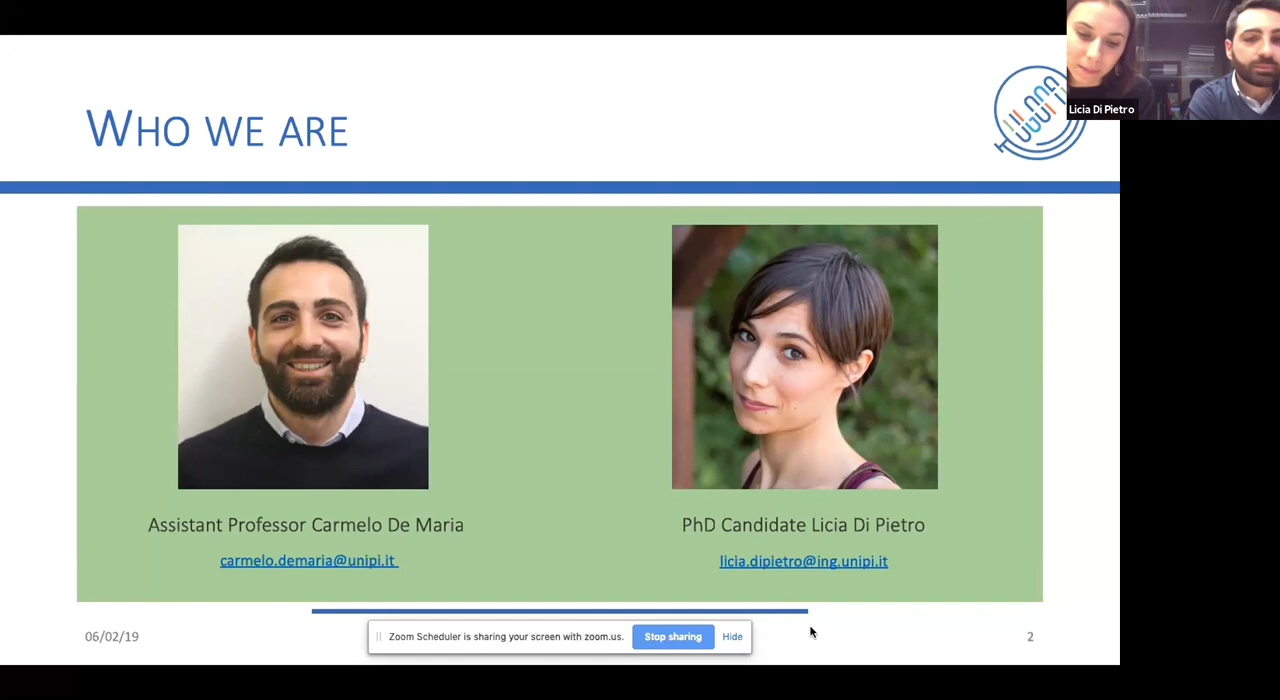 Licia Di Pietro
WHO WE ARE
Assistant Professor Carmelo De Maria
PhD Candidate Licia Di Pietro
carmelo.demaria@unipi.it
licia.dipietro@ing.unipi.it
06/02/19
Zoom Scheduler is sharing your screen with zoom.us.
Stop sharing
Hide
2